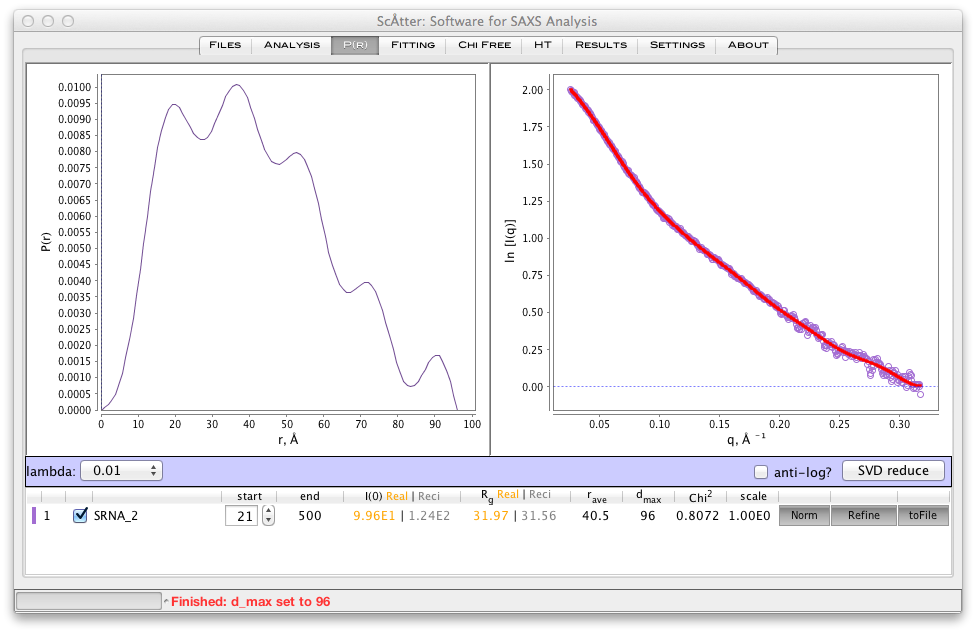 ScÅtter: Software for SAXS Analysis
FILES ANALYSIS P(R) FITTING CHI FREE HT RESULTS SETTINGS ABOUT
0.0100
0.0095
0.0090
0.0085
0.0080
0.0075
0.0070
0.0065
0.0060
0.0055
0.0050
0.0045
0.0040
0.0035
0.0030
0.0025
0.0020
0.0015
0.0010
0.0005
0.0000
P(r)
0 10 20 30 40 50 60 70 80 90 100
r, Å
2.00
1.75
1.50
1.25
1.00
0.75
0.50
0.25
0.00
ln [I(q)]
0.05 0.10 0.15 0.20 0.25 0.30
q, Å ⁻¹
lambda: 0.01 anti-log? SVD reduce
start end I(0) Real | Reci Rg Real | Reci rave dmax Chi² scale
1 SRNA_2 21 500 9.96E1 | 1.24E2 31.97 | 31.56 40.5 96 0.8072 1.00E0 Norm Refine toFile
Finished: d_max set to 96